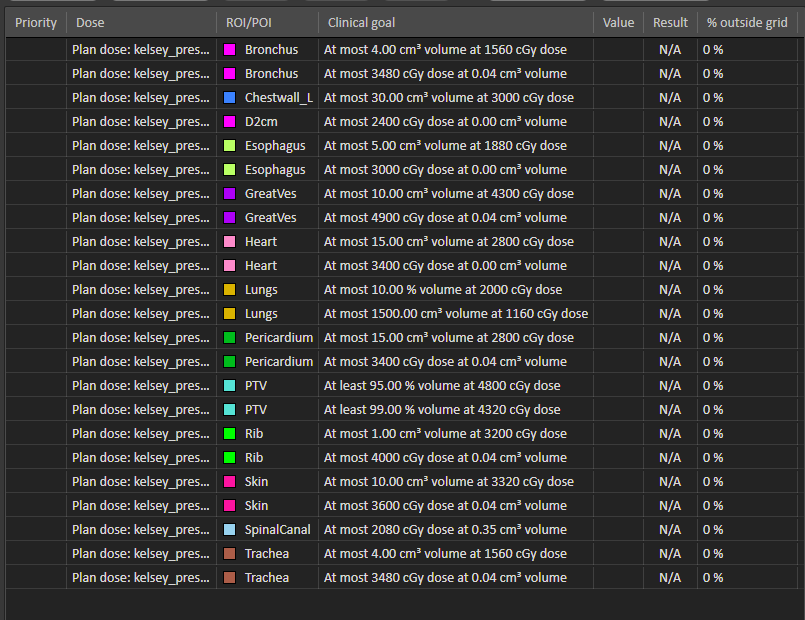 Priority Dose ROI/POI Clinical goal Value Result % outside grid
Plan dose: kelsey_pres... Bronchus At most 4.00 cm³ volume at 1560 cGy dose N/A 0 %
Plan dose: kelsey_pres... Bronchus At most 3480 cGy dose at 0.04 cm³ volume N/A 0 %
Plan dose: kelsey_pres... Chestwall_L At most 30.00 cm³ volume at 3000 cGy dose N/A 0 %
Plan dose: kelsey_pres... D2cm At most 2400 cGy dose at 0.00 cm³ volume N/A 0 %
Plan dose: kelsey_pres... Esophagus At most 5.00 cm³ volume at 1880 cGy dose N/A 0 %
Plan dose: kelsey_pres... Esophagus At most 3000 cGy dose at 0.00 cm³ volume N/A 0 %
Plan dose: kelsey_pres... GreatVes At most 10.00 cm³ volume at 4300 cGy dose N/A 0 %
Plan dose: kelsey_pres... GreatVes At most 4900 cGy dose at 0.04 cm³ volume N/A 0 %
Plan dose: kelsey_pres... Heart At most 15.00 cm³ volume at 2800 cGy dose N/A 0 %
Plan dose: kelsey_pres... Heart At most 3400 cGy dose at 0.00 cm³ volume N/A 0 %
Plan dose: kelsey_pres... Lungs At most 10.00 % volume at 2000 cGy dose N/A 0 %
Plan dose: kelsey_pres... Lungs At most 1500.00 cm³ volume at 1160 cGy dose N/A 0 %
Plan dose: kelsey_pres... Pericardium At most 15.00 cm³ volume at 2800 cGy dose N/A 0 %
Plan dose: kelsey_pres... Pericardium At most 3400 cGy dose at 0.04 cm³ volume N/A 0 %
Plan dose: kelsey_pres... PTV At least 95.00 % volume at 4800 cGy dose N/A 0 %
Plan dose: kelsey_pres... PTV At least 99.00 % volume at 4320 cGy dose N/A 0 %
Plan dose: kelsey_pres... Rib At most 1.00 cm³ volume at 3200 cGy dose N/A 0 %
Plan dose: kelsey_pres... Rib At most 4000 cGy dose at 0.04 cm³ volume N/A 0 %
Plan dose: kelsey_pres... Skin At most 10.00 cm³ volume at 3320 cGy dose N/A 0 %
Plan dose: kelsey_pres... Skin At most 3600 cGy dose at 0.04 cm³ volume N/A 0 %
Plan dose: kelsey_pres... SpinalCanal At most 2080 cGy dose at 0.35 cm³ volume N/A 0 %
Plan dose: kelsey_pres... Trachea At most 4.00 cm³ volume at 1560 cGy dose N/A 0 %
Plan dose: kelsey_pres... Trachea At most 3480 cGy dose at 0.04 cm³ volume N/A 0 %